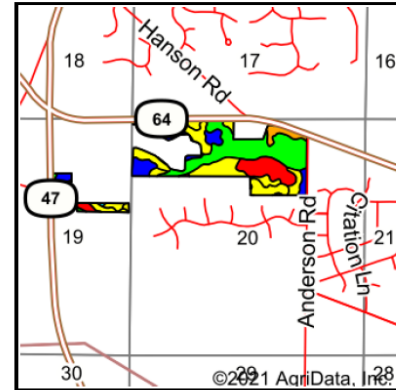 18
17
16
Hanson Rd
64
47
19
20
21
Anderson Rd
Citation Ln
30
29
28
©2021 AgriData, Inc.